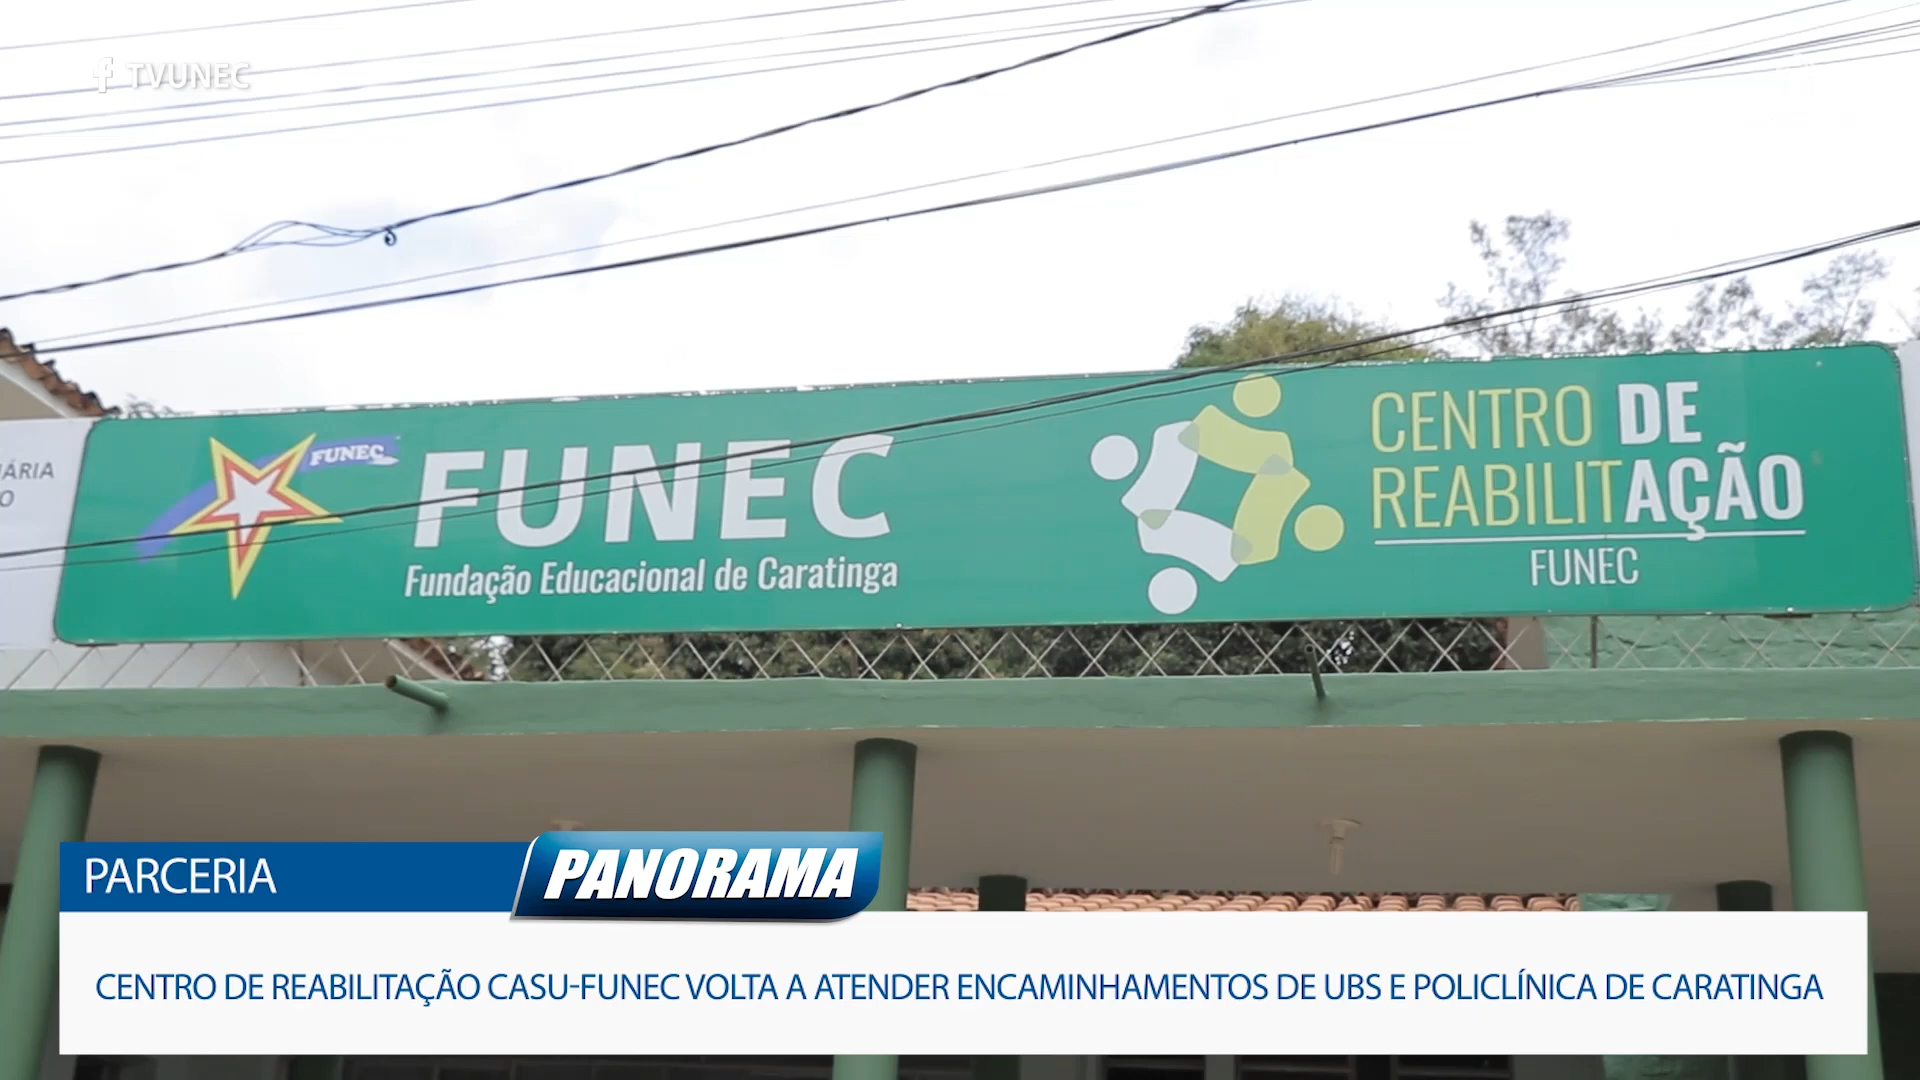 TVUNEC
ÁRIA
O
FUNEC
FUNEC
Fundação Educacional de Caratinga
CENTRO DE
REABILITAÇÃO
FUNEC
PARCERIA
PANORAMA
CENTRO DE REABILITAÇÃO CASU-FUNEC VOLTA A ATENDER ENCAMINHAMENTOS DE UBS E POLICLÍNICA DE CARATINGA